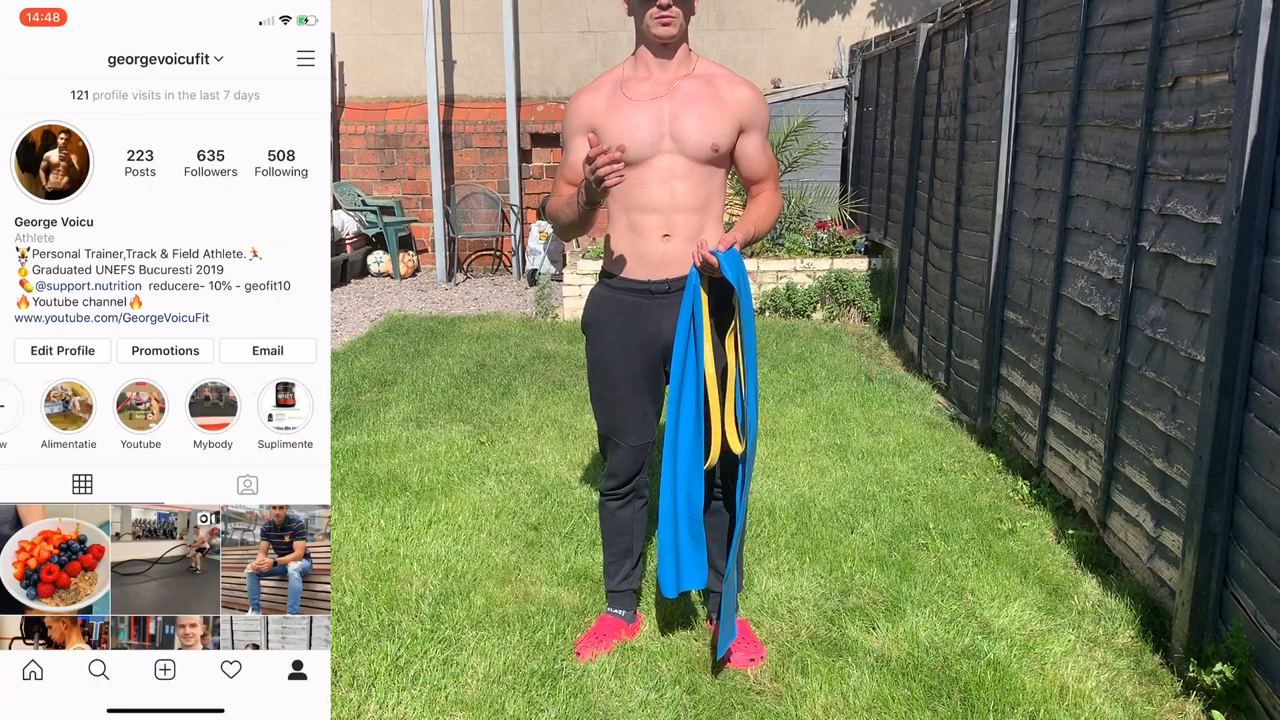 14:48
georgevoicufit
121 profile visits in the last 7 days
223 635 508
Posts Followers Following
George Voicu
Athlete
Personal Trainer,Track & Field Athlete.
Graduated UNEFS Bucuresti 2019
@support.nutrition reducere- 10% - geofit10
Youtube channel
www.youtube.com/GeorgeVoicuFit
Edit Profile Promotions Email
w Alimentatie Youtube Mybody Suplimente